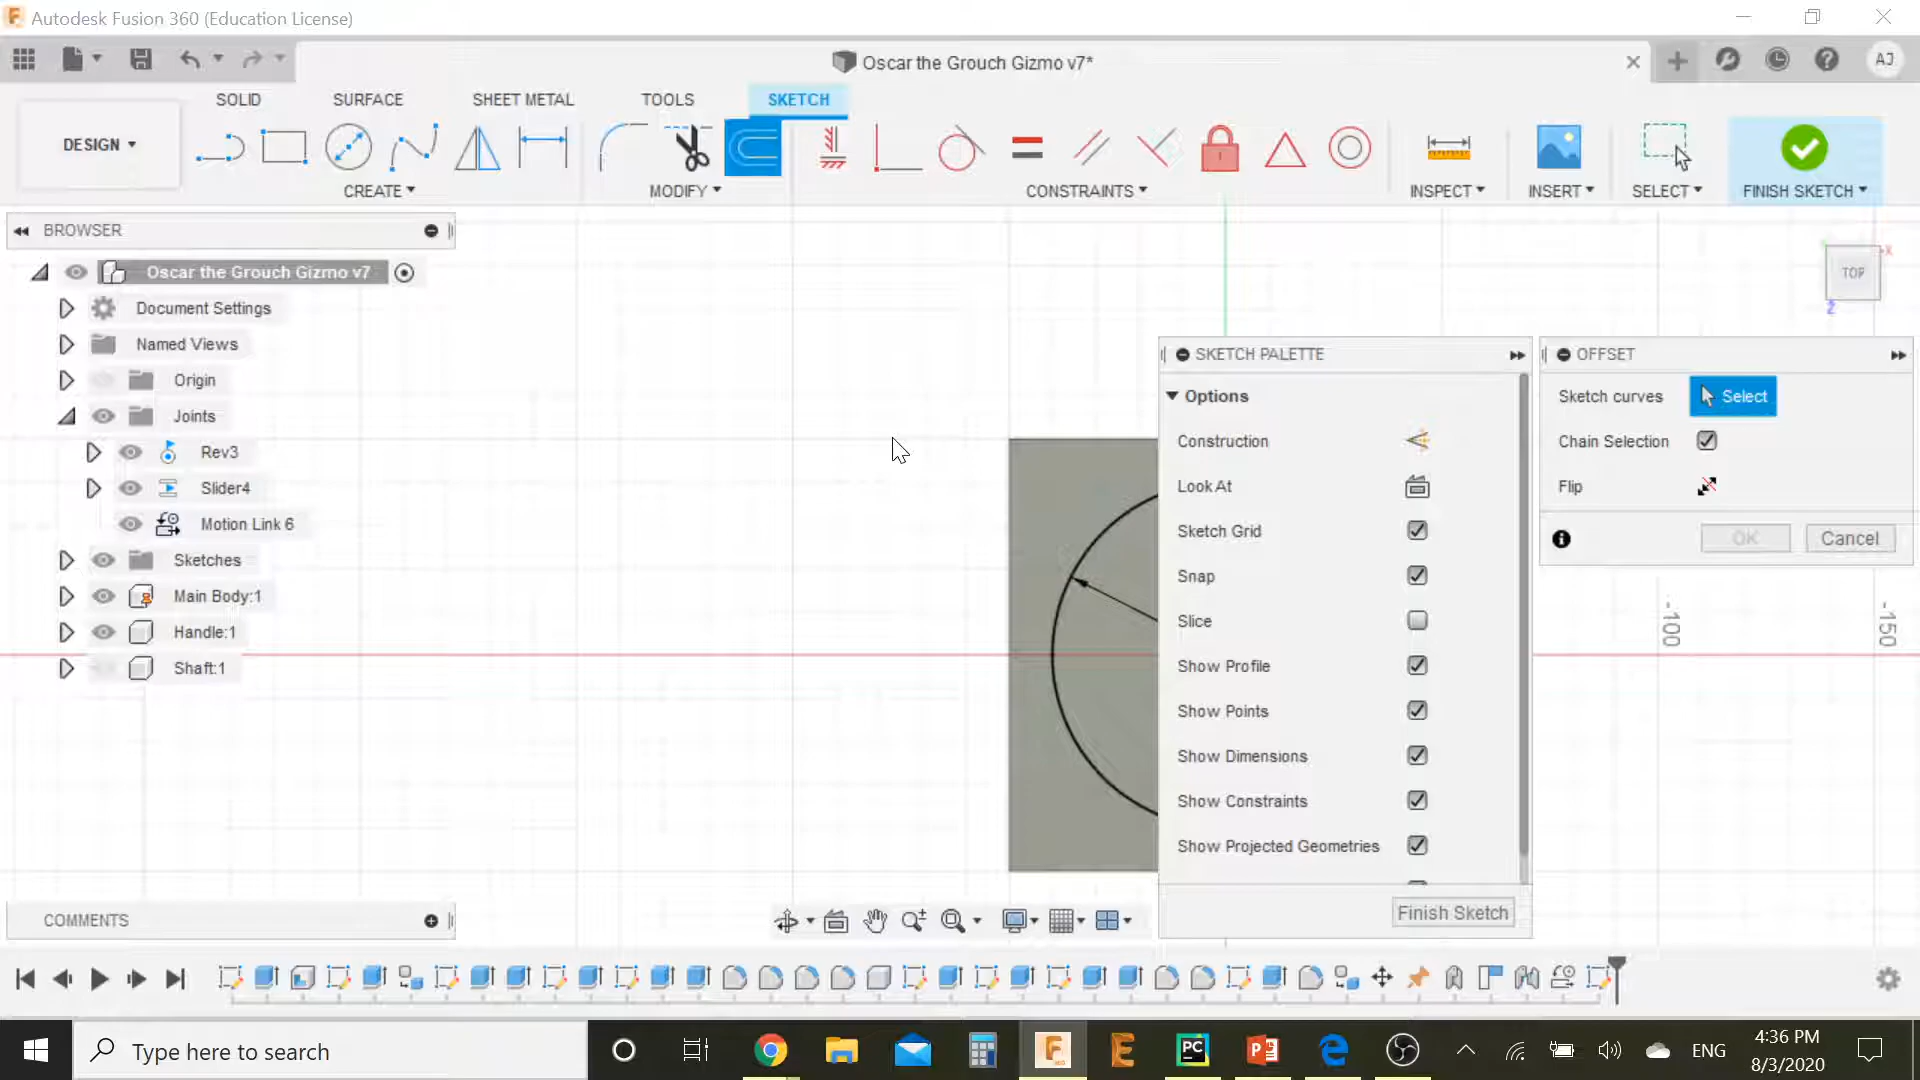 Autodesk Fusion 360 (Education License)
Oscar the Grouch Gizmo v7*
AJ
SOLID
SURFACE
SHEET METAL
TOOLS
SKETCH
DESIGN
CREATE
MODIFY
CONSTRAINTS
INSPECT
INSERT
SELECT
FINISH SKETCH
BROWSER
Oscar the Grouch Gizmo v7
Document Settings
Named Views
Origin
Joints
Rev3
Slider4
Motion Link 6
Sketches
Main Body:1
Handle:1
Shaft:1
TOP
X
Z
SKETCH PALETTE
Options
Construction
Look At
Sketch Grid
Snap
Slice
Show Profile
Show Points
Show Dimensions
Show Constraints
Show Projected Geometries
Finish Sketch
OFFSET
Sketch curves
Select
Chain Selection
Flip
OK
Cancel
-100
-150
COMMENTS
Type here to search
ENG
4:36 PM
8/3/2020